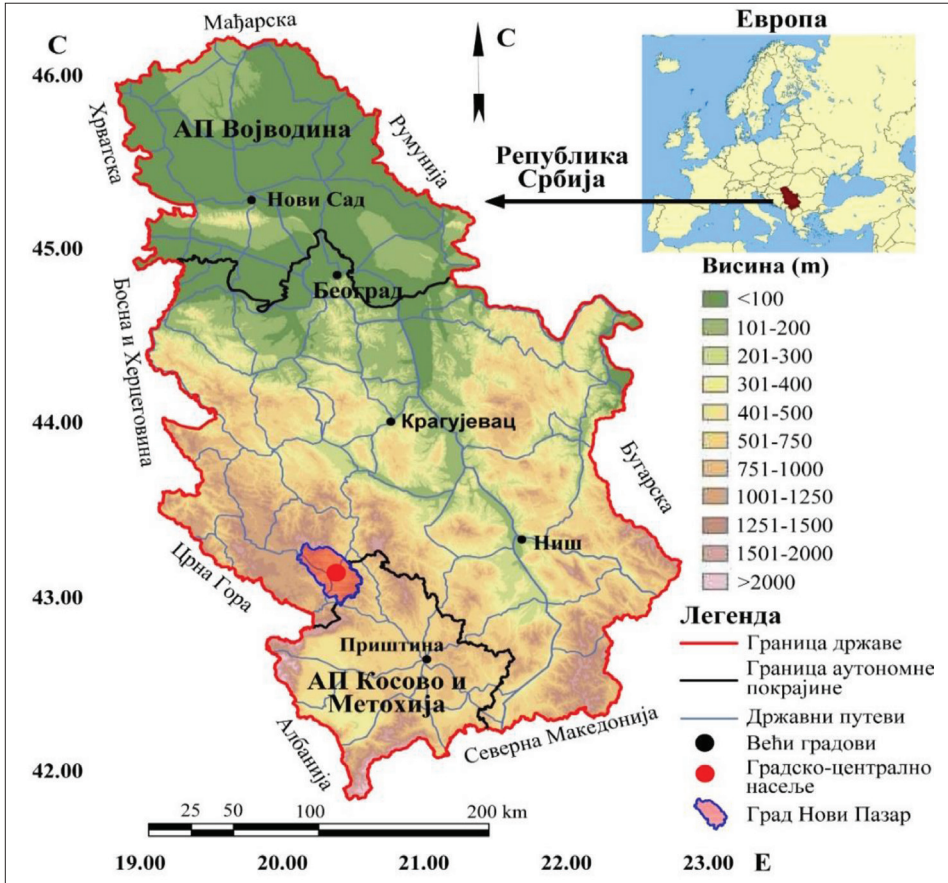 Мађарска
С
С
46.00
Хрватска
АП Војводина
Румунија
Нови Сад
45.00
Београд
Босна и Херцеговина
44.00
Крагујевац
Бугарска
Ниш
Црна Гора
43.00
Приштина
АП Косово и
Метохија
Албанија
Северна Македонија
42.00
25 50 100 200 km
19.00 20.00 21.00 22.00 23.00 E
Европа
Република
Србија
Висина (m)
<100
101-200
201-300
301-400
401-500
501-750
751-1000
1001-1250
1251-1500
1501-2000
>2000
Легенда
Граница државе
Граница аутономне
покрајине
Државни путеви
Већи градови
Градско-централно
насеље
Град Нови Пазар